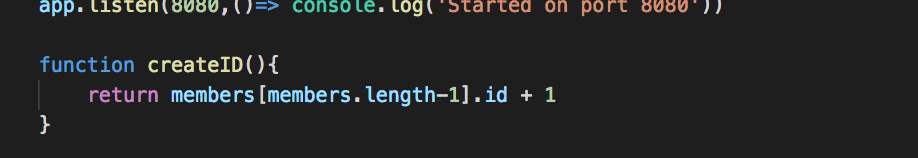 app.listen(8080,()=> console.log('Started on port 8080'))
function createID(){
return members[members.length-1].id + 1
}